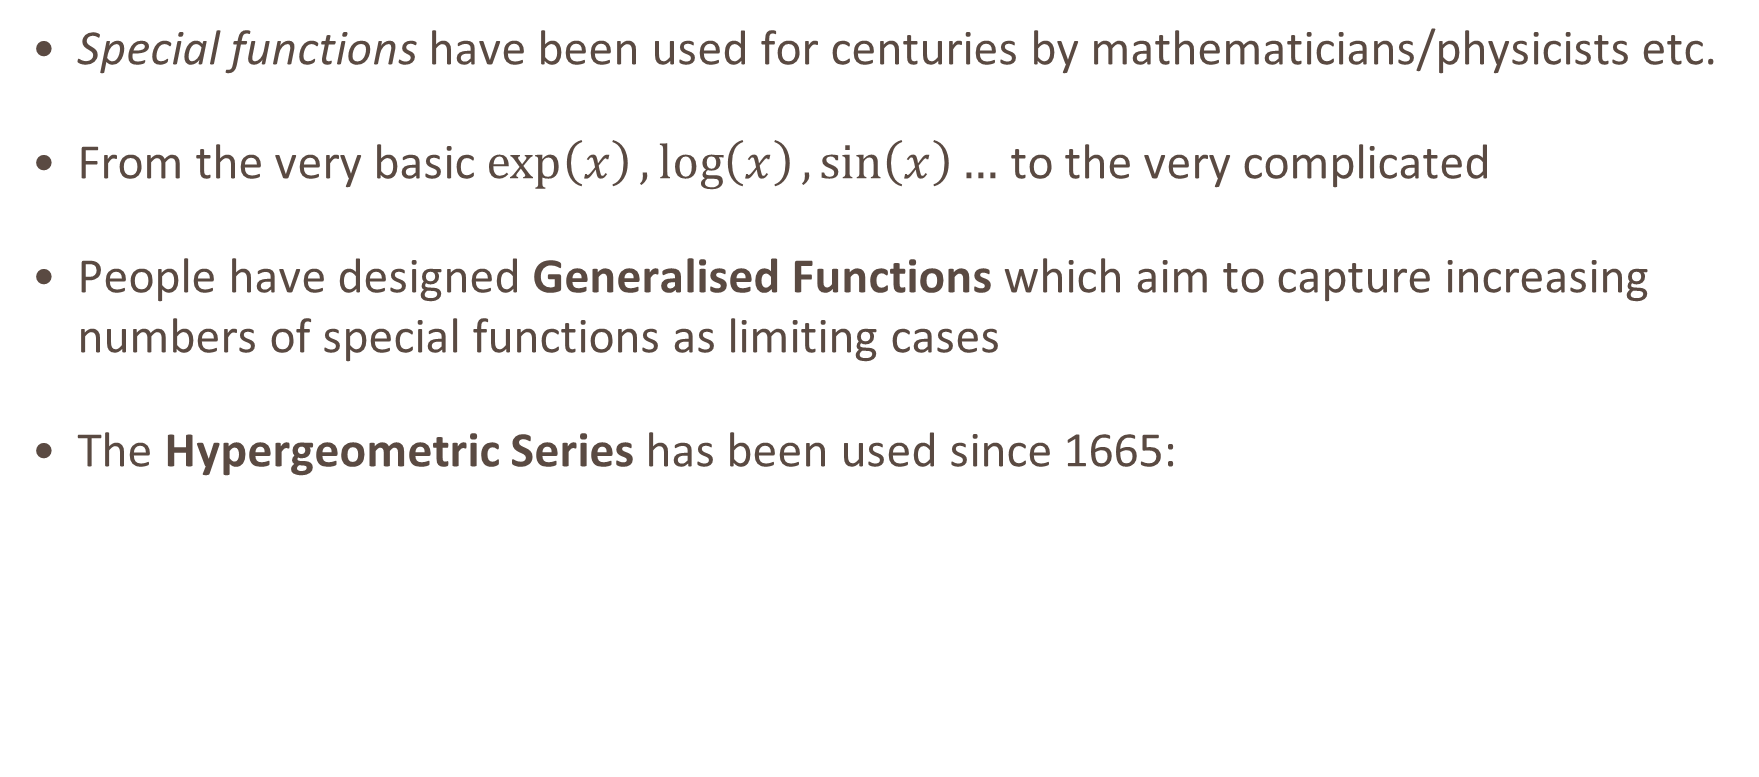 • Special functions have been used for centuries by mathematicians/physicists etc.
• From the very basic exp(x), log(x), sin(x) ... to the very complicated
• People have designed Generalised Functions which aim to capture increasing
numbers of special functions as limiting cases
• The Hypergeometric Series has been used since 1665: